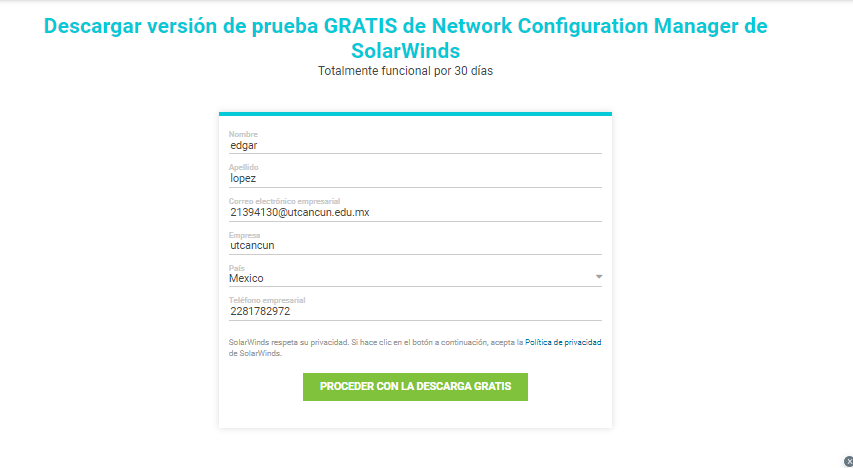 Descargar versión de prueba GRATIS de Network Configuration Manager de
SolarWinds
Totalmente funcional por 30 días
Nombre
edgar
Apellido
lopez
Correo electrónico empresarial
21394130@utcancun.edu.mx
Empresa
utcancun
País
Mexico
Teléfono empresarial
2281782972
SolarWinds respeta su privacidad. Si hace clic en el botón a continuación, acepta la Política de privacidad
de SolarWinds.
PROCEDER CON LA DESCARGA GRATIS